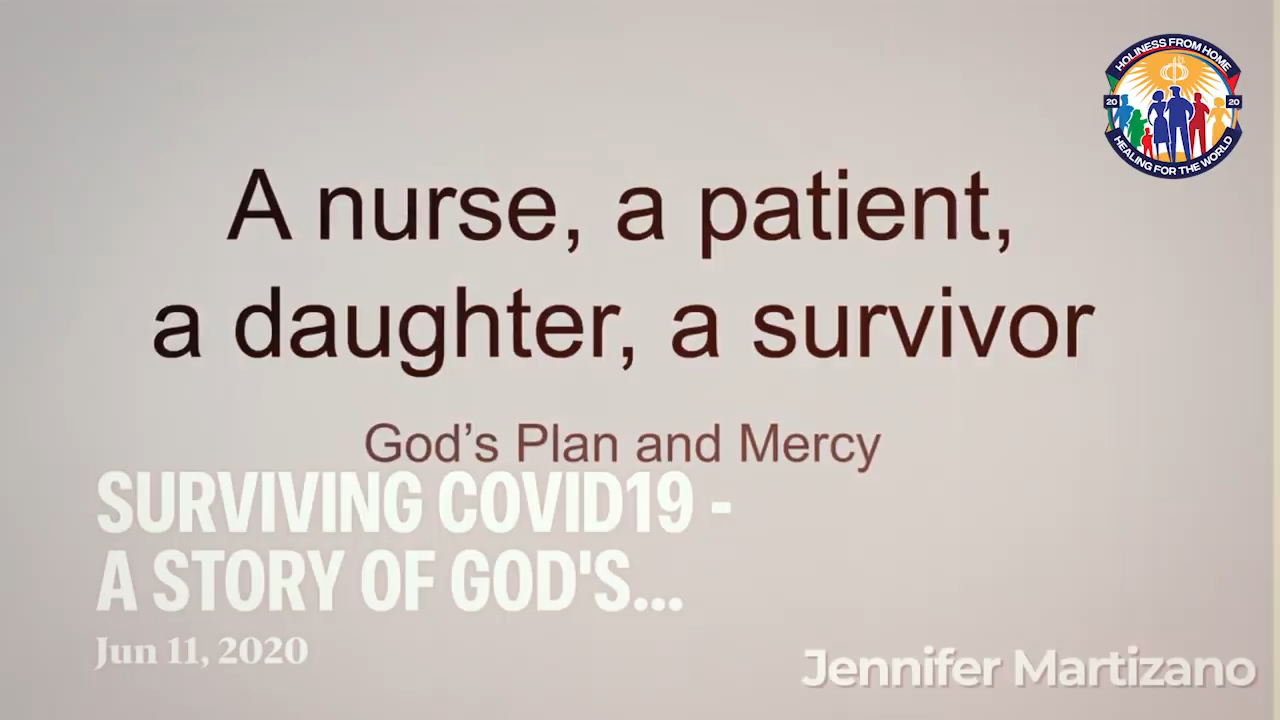 HOLINESS FROM HOME
20 20
HEALING FOR THE WORLD
A nurse, a patient,
a daughter, a survivor
God’s Plan and Mercy
SURVIVING COVID19 -
A STORY OF GOD'S...
Jun 11, 2020
Jennifer Martizano